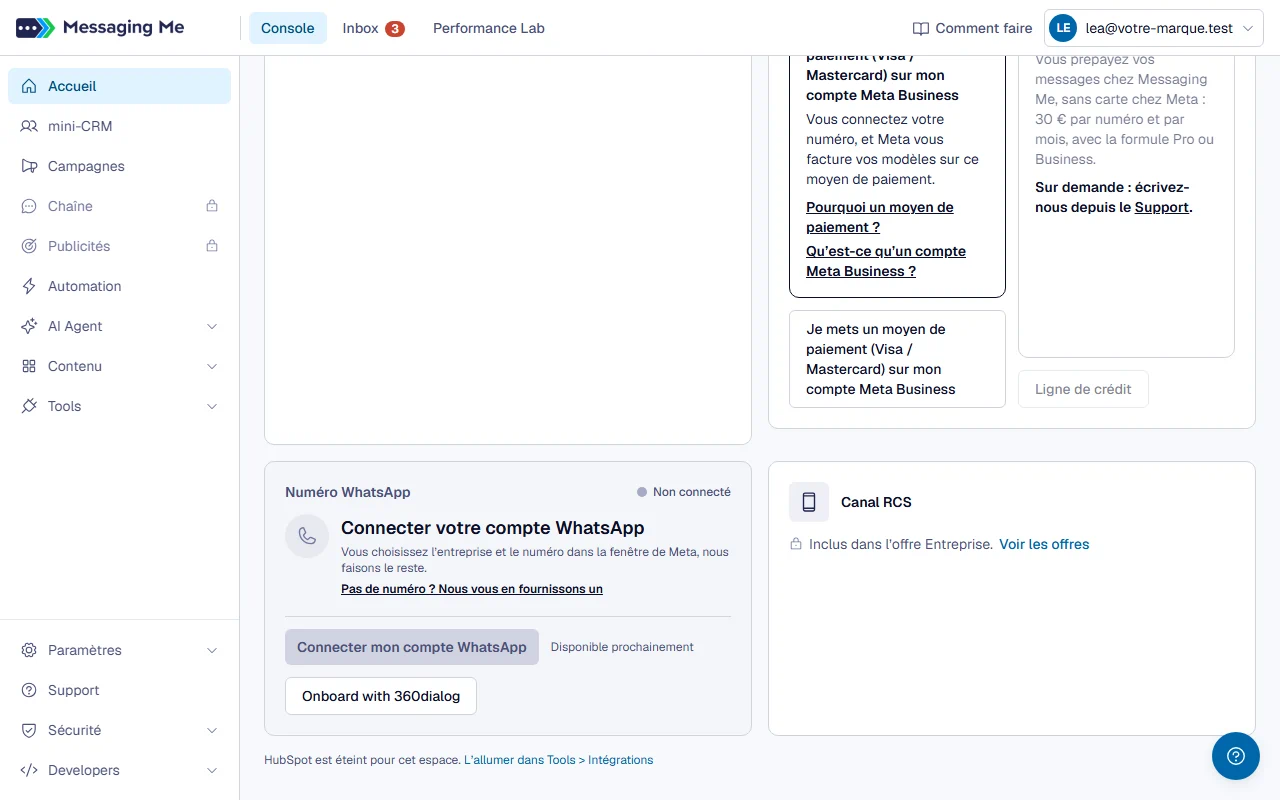 Messaging Me
Console
Inbox 3
Performance Lab
Comment faire
LE
lea@votre-marque.test
Accueil
mini-CRM
Campagnes
Chaîne
Publicités
Automation
AI Agent
Contenu
Tools
Paramètres
Support
Sécurité
Developers
paiement (Visa /
Mastercard) sur mon
compte Meta Business
Vous connectez votre
numéro, et Meta vous
facture vos modèles sur ce
moyen de paiement.
Pourquoi un moyen de
paiement ?
Qu'est-ce qu'un compte
Meta Business ?
Je mets un moyen de
paiement (Visa /
Mastercard) sur mon
compte Meta Business
Vous prépayez vos
messages chez Messaging
Me, sans carte chez Meta :
30 € par numéro et par
mois, avec la formule Pro ou
Business.
Sur demande : écrivez-
nous depuis le Support.
Ligne de crédit
Numéro WhatsApp
Non connecté
Connecter votre compte WhatsApp
Vous choisissez l'entreprise et le numéro dans la fenêtre de Meta, nous
faisons le reste.
Pas de numéro ? Nous vous en fournissons un
Connecter mon compte WhatsApp
Disponible prochainement
Onboard with 360dialog
Canal RCS
Inclus dans l'offre Entreprise. Voir les offres
HubSpot est éteint pour cet espace. L'allumer dans Tools > Intégrations